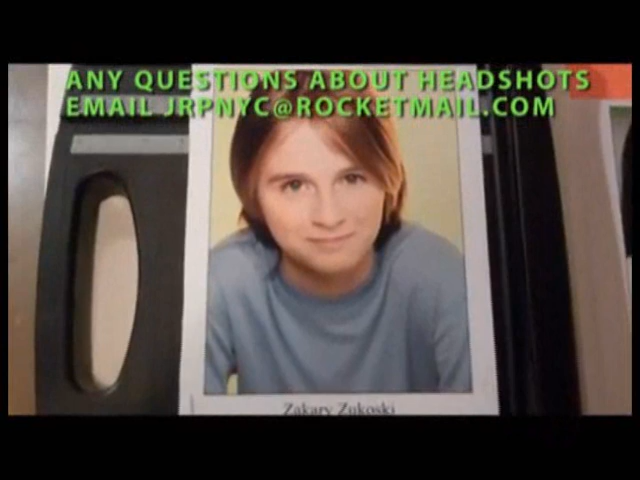 ANY QUESTIONS ABOUT HEADSHOTS
EMAIL JRPNYC@ROCKETMAIL.COM
Zakary Zukoski